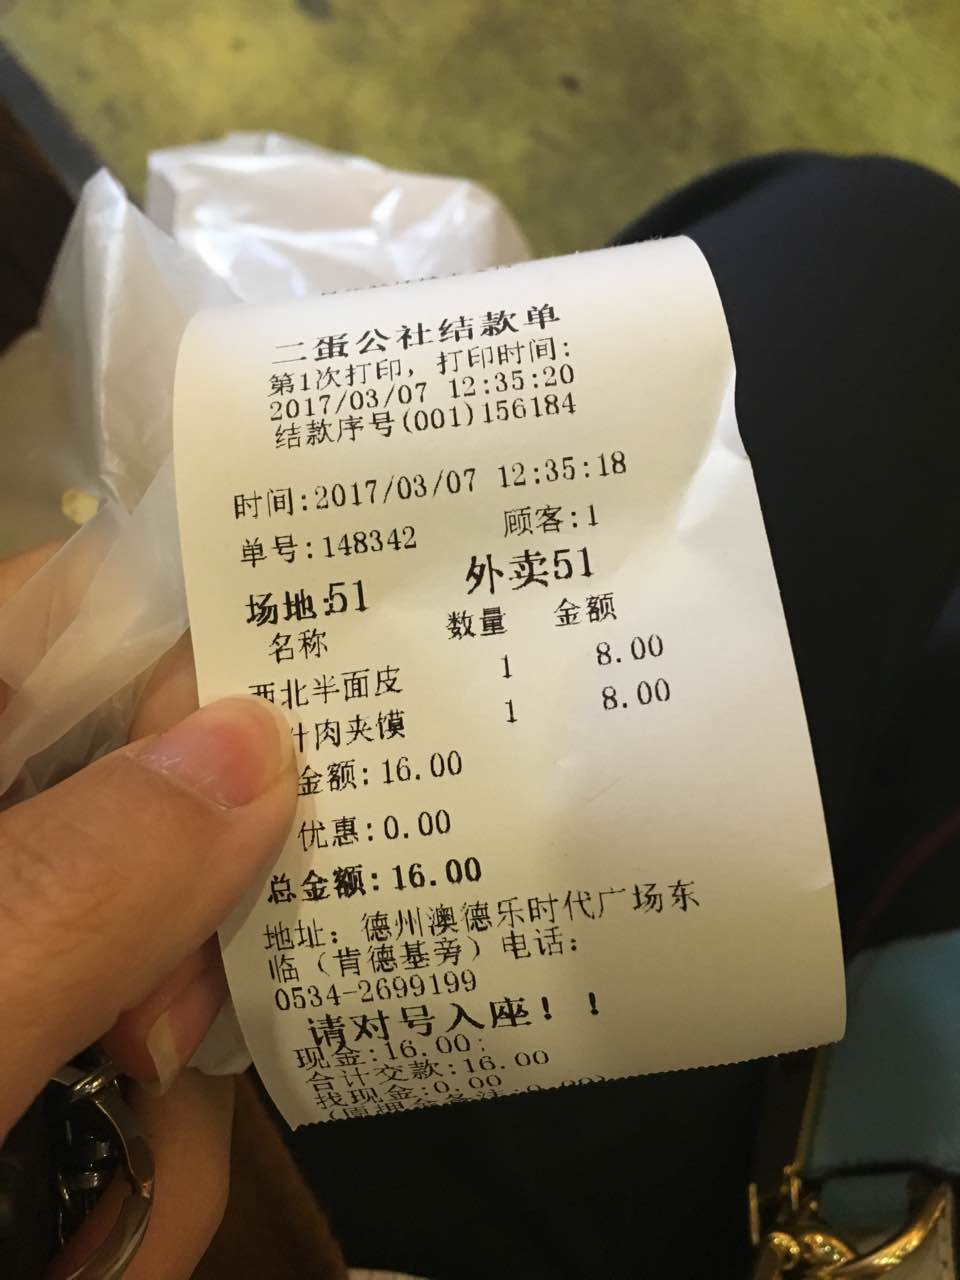 二蛋公社结款单
第1次打印，打印时间:
2017/03/07 12:35:20
结款序号(001)156184
时间:2017/03/07 12:35:18
单号:148342 顾客:1
场地:51 外卖51
名称 数量 金额
西北半面皮 1 8.00
汁肉夹馍 1 8.00
金额:16.00
优惠:0.00
总金额:16.00
地址：德州澳德乐时代广场东
临（肯德基旁）电话：
0534-2699199
请对号入座！！
现金:16.00;
合计交款:16.00
找现金:0.00